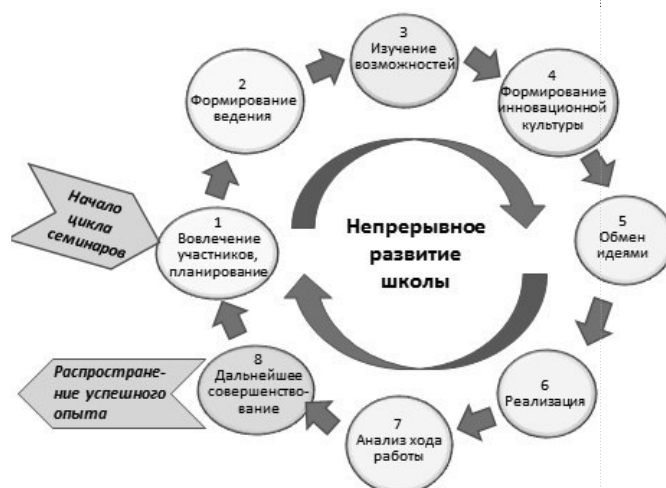 Начало
цикла
семинаров
1
Вовлечение
участников,
планирование
2
Формирование
ведения
3
Изучение
возможностей
4
Формирование
инновационной
культуры
5
Обмен
идеями
6
Реализация
7
Анализ хода
работы
8
Дальнейшее
совершенство-
вание
Распростране-
ние успешного
опыта
Непрерывное
развитие
школы